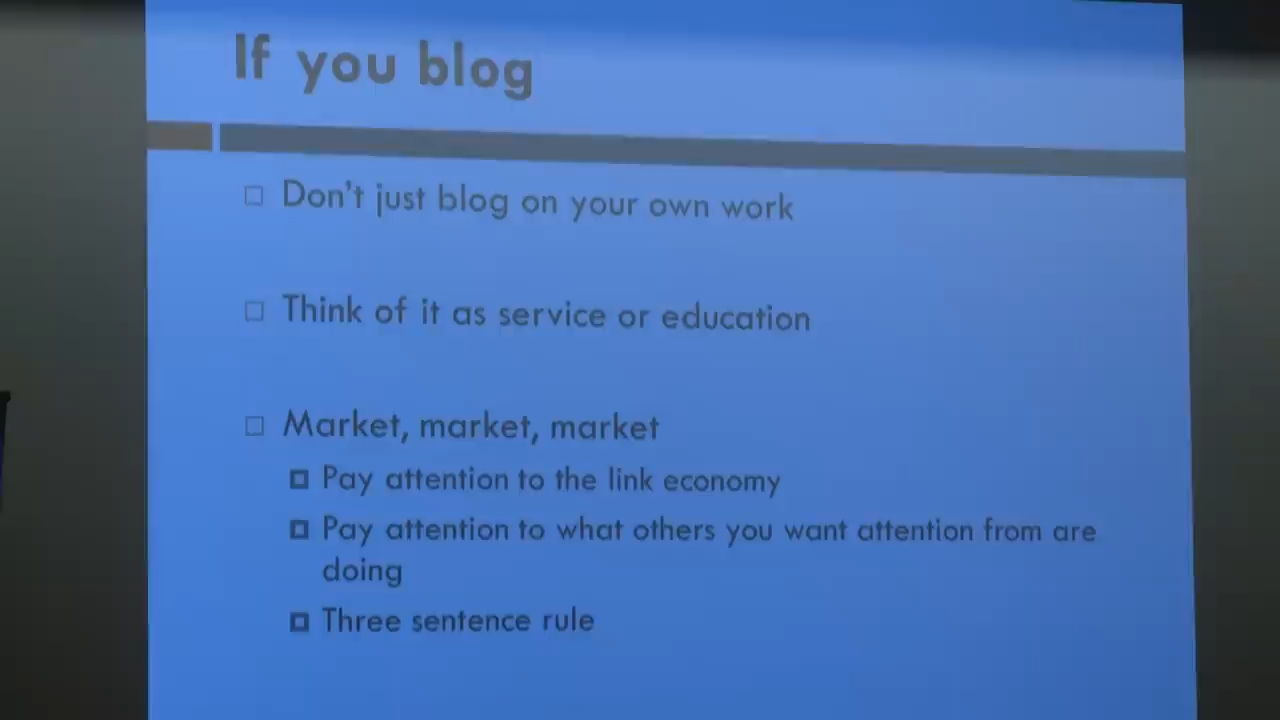 If you blog
Don't just blog on your own work
Think of it as service or education
Market, market, market
Pay attention to the link economy
Pay attention to what others you want attention from are
doing
Three sentence rule